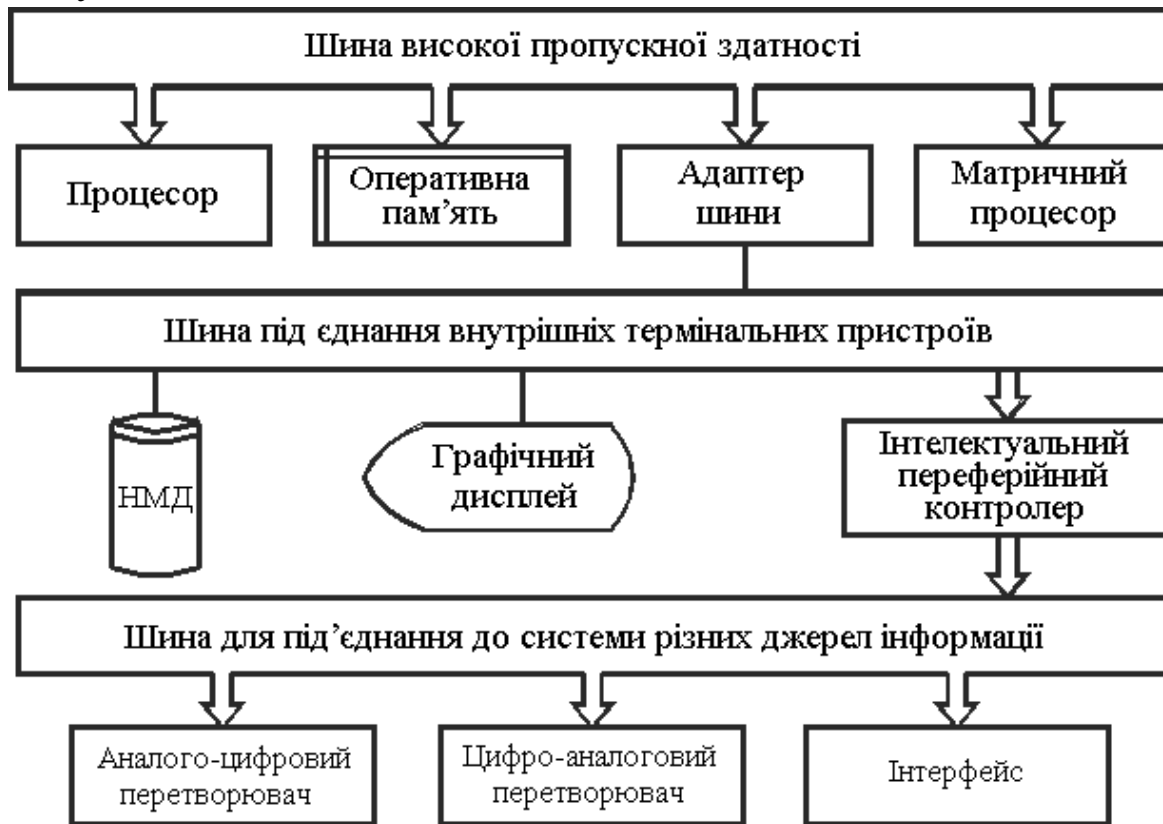 Шина високої пропускної здатності
Процесор
Оперативна
пам’ять
Адаптер
шини
Матричний
процесор
Шина під єднання внутрішніх термінальних пристроїв
НМД
Графічний
дисплей
Інтелектуальний
переферійний
контролер
Шина для під’єднання до системи різних джерел інформації
Аналого-цифровий
перетворювач
Цифро-аналоговий
перетворювач
Інтерфейс